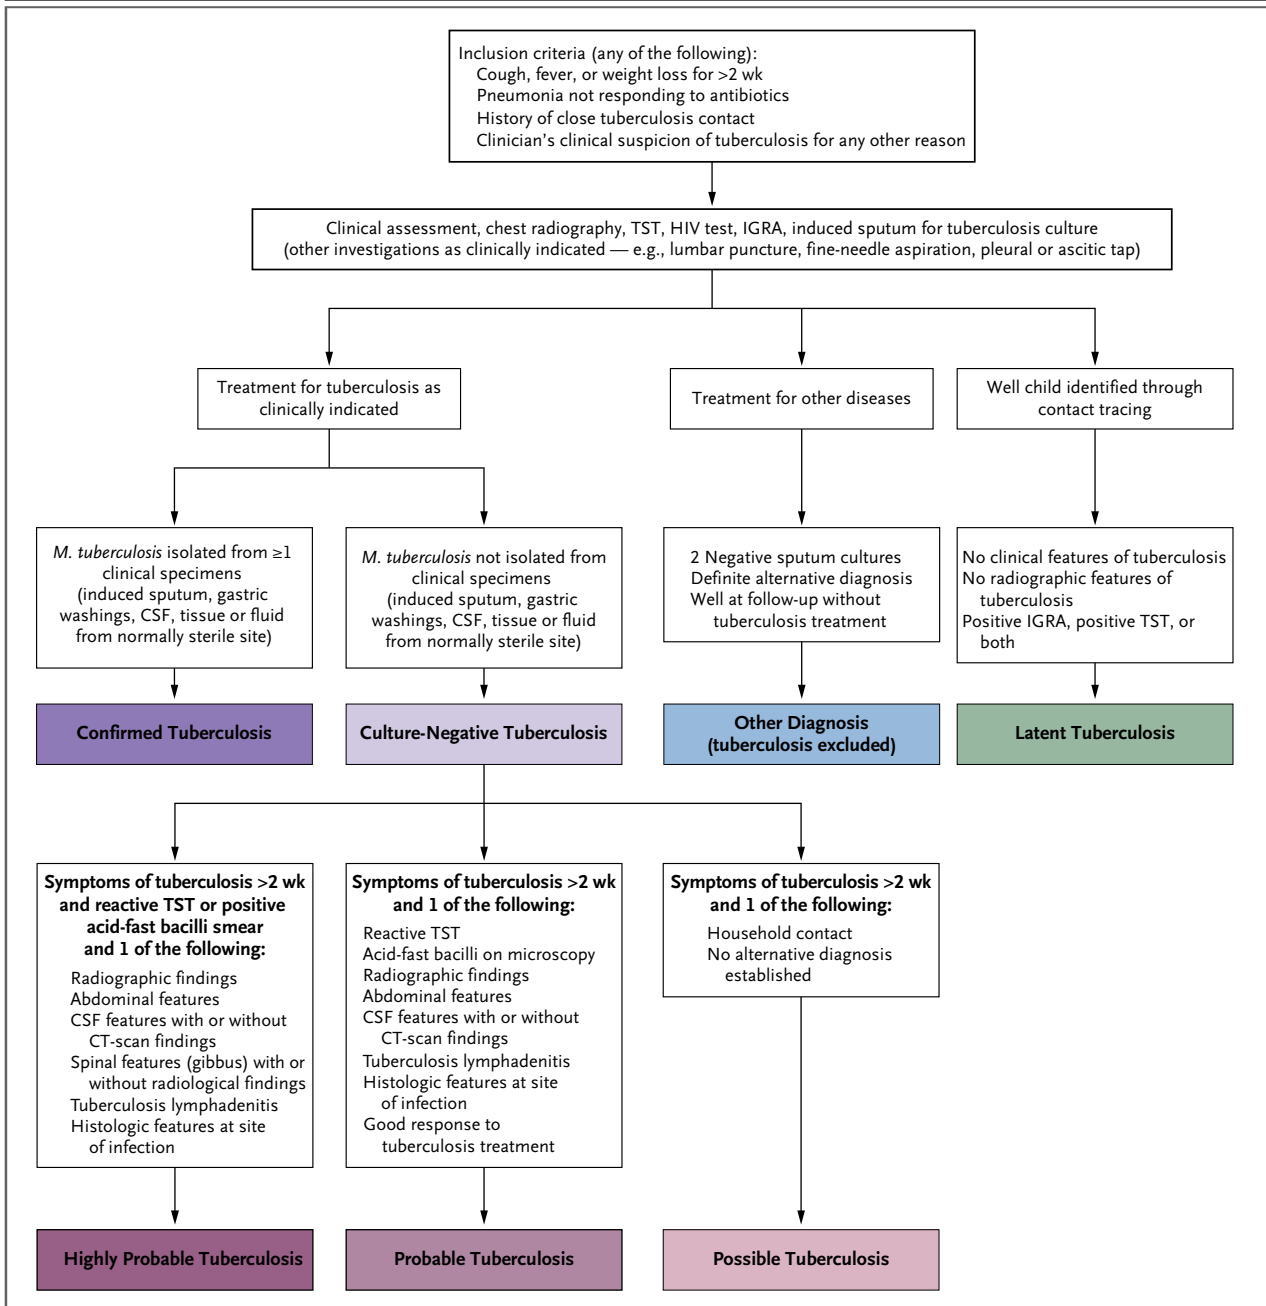 Inclusion criteria (any of the following):
Cough, fever, or weight loss for >2 wk
Pneumonia not responding to antibiotics
History of close tuberculosis contact
Clinician's clinical suspicion of tuberculosis for any other reason
Clinical assessment, chest radiography, TST, HIV test, IGRA, induced sputum for tuberculosis culture
(other investigations as clinically indicated — e.g., lumbar puncture, fine-needle aspiration, pleural or ascitic tap)
Treatment for tuberculosis as
clinically indicated
Treatment for other diseases
Well child identified through
contact tracing
M. tuberculosis isolated from ≥1
clinical specimens
(induced sputum, gastric
washings, CSF, tissue or fluid
from normally sterile site)
M. tuberculosis not isolated from
clinical specimens
(induced sputum, gastric
washings, CSF, tissue or fluid
from normally sterile site)
2 Negative sputum cultures
Definite alternative diagnosis
Well at follow-up without
tuberculosis treatment
No clinical features of tuberculosis
No radiographic features of
tuberculosis
Positive IGRA, positive TST, or
both
Confirmed Tuberculosis
Culture-Negative Tuberculosis
Other Diagnosis
(tuberculosis excluded)
Latent Tuberculosis
Symptoms of tuberculosis >2 wk
and reactive TST or positive
acid-fast bacilli smear
and 1 of the following:
Radiographic findings
Abdominal features
CSF features with or without
CT-scan findings
Spinal features (gibbus) with or
without radiological findings
Tuberculosis lymphadenitis
Histologic features at site
of infection
Symptoms of tuberculosis >2 wk
and 1 of the following:
Reactive TST
Acid-fast bacilli on microscopy
Radiographic findings
Abdominal features
CSF features with or without
CT-scan findings
Tuberculosis lymphadenitis
Histologic features at site
of infection
Good response to
tuberculosis treatment
Symptoms of tuberculosis >2 wk
and 1 of the following:
Household contact
No alternative diagnosis
established
Highly Probable Tuberculosis
Probable Tuberculosis
Possible Tuberculosis